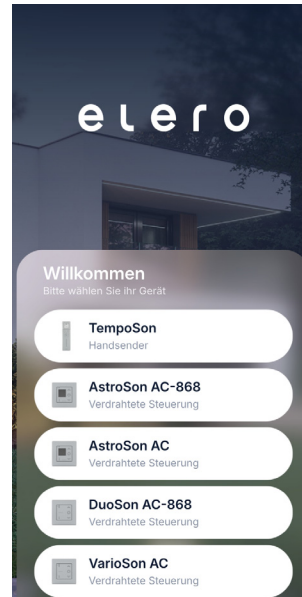 elero
Willkommen
Bitte wählen Sie Ihr Gerät
TempoSon
Handsender
AstroSon AC-868
Verdrahtete Steuerung
AstroSon AC
Verdrahtete Steuerung
DuoSon AC-868
Verdrahtete Steuerung
VarioSon AC
Verdrahtete Steuerung